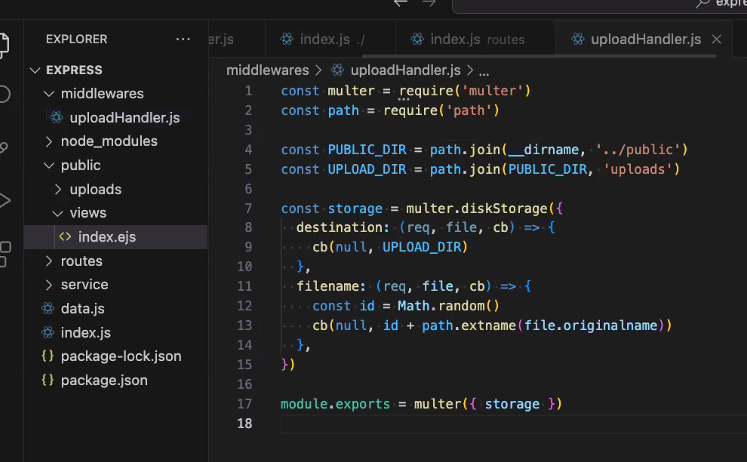 expre
EXPLORER ...
er.js index.js ./ index.js routes uploadHandler.js
EXPRESS
middlewares
uploadHandler.js
node_modules
public
uploads
views
index.ejs
routes
service
data.js
index.js
package-lock.json
package.json
middlewares > uploadHandler.js > ...
1 const multer = require('multer')
2 const path = require('path')
3
4 const PUBLIC_DIR = path.join(__dirname, '../public')
5 const UPLOAD_DIR = path.join(PUBLIC_DIR, 'uploads')
6
7 const storage = multer.diskStorage({
8 destination: (req, file, cb) => {
9 cb(null, UPLOAD_DIR)
10 },
11 filename: (req, file, cb) => {
12 const id = Math.random()
13 cb(null, id + path.extname(file.originalname))
14 },
15 })
16
17 module.exports = multer({ storage })
18